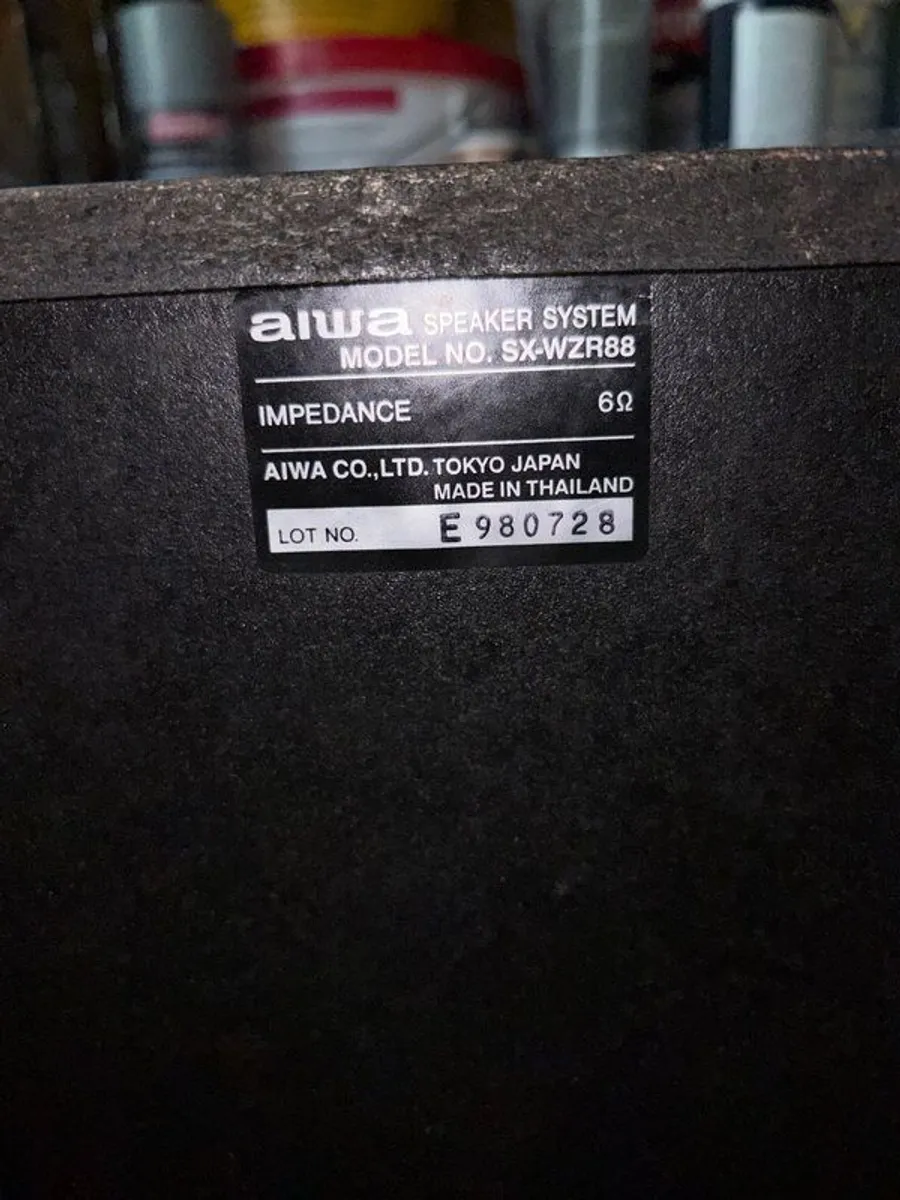 aiwa SPEAKER SYSTEM
MODEL NO. SX-WZR88
IMPEDANCE 6Ω
AIWA CO.,LTD. TOKYO JAPAN
MADE IN THAILAND
LOT NO. E 980728